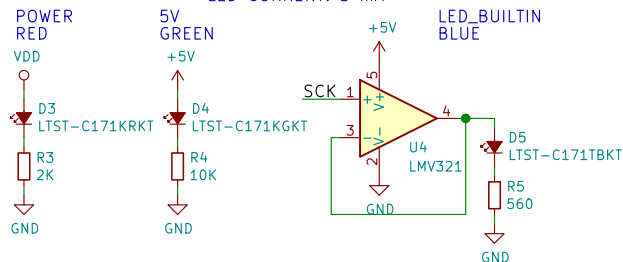 POWER
RED
5V
GREEN
LED_BUILTIN
BLUE
VDD
+5V
+5V
SCK
1
5
4
3
2
+
V+
-
V-
D3
LTST-C171KRKT
D4
LTST-C171KGKT
U4
LMV321
D5
LTST-C171TBKT
R3
2K
R4
10K
R5
560
GND
GND
GND
GND